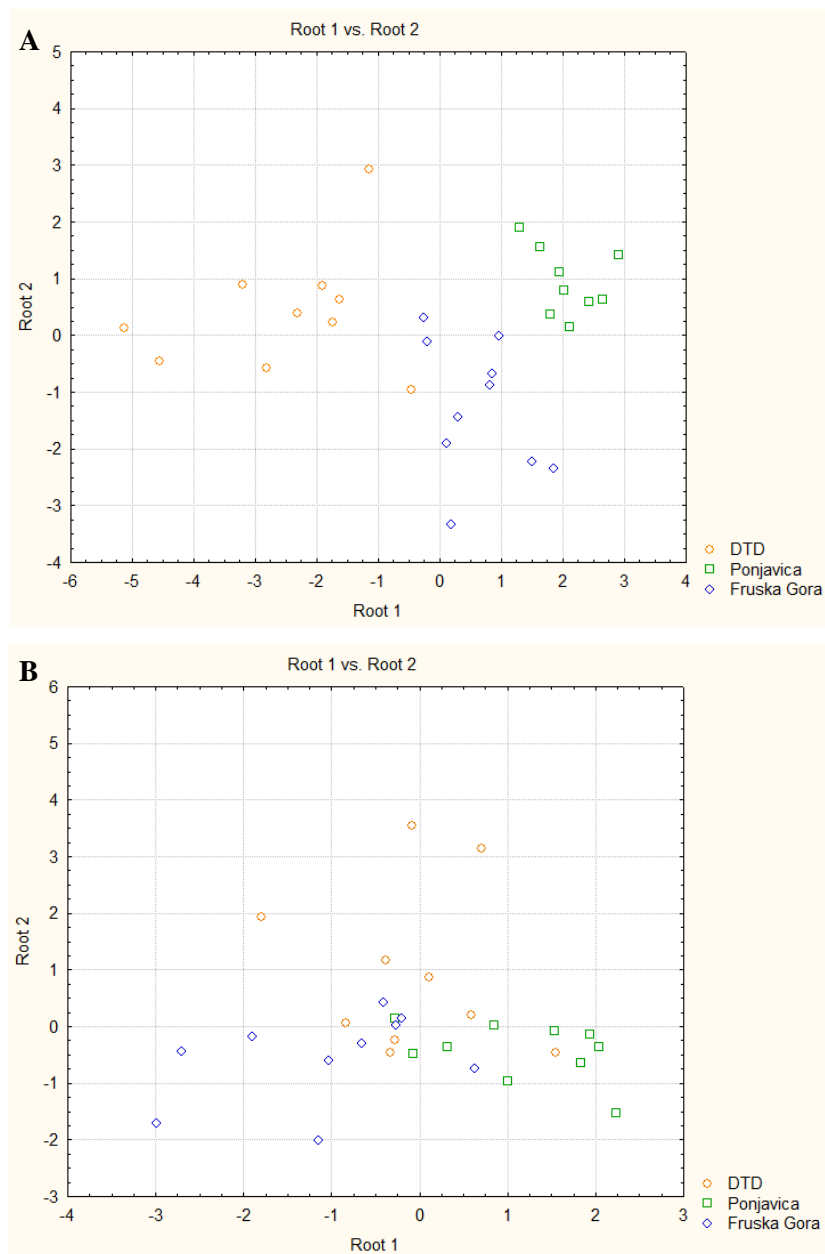 A
Root 1 vs. Root 2
5
4
3
2
1
0
-1
-2
-3
-4
Root 2
-6 -5 -4 -3 -2 -1 0 1 2 3 4
Root 1
DTD
Ponjavica
Fruska Gora
B
Root 1 vs. Root 2
6
5
4
3
2
1
0
-1
-2
-3
Root 2
-4 -3 -2 -1 0 1 2 3
Root 1
DTD
Ponjavica
Fruska Gora